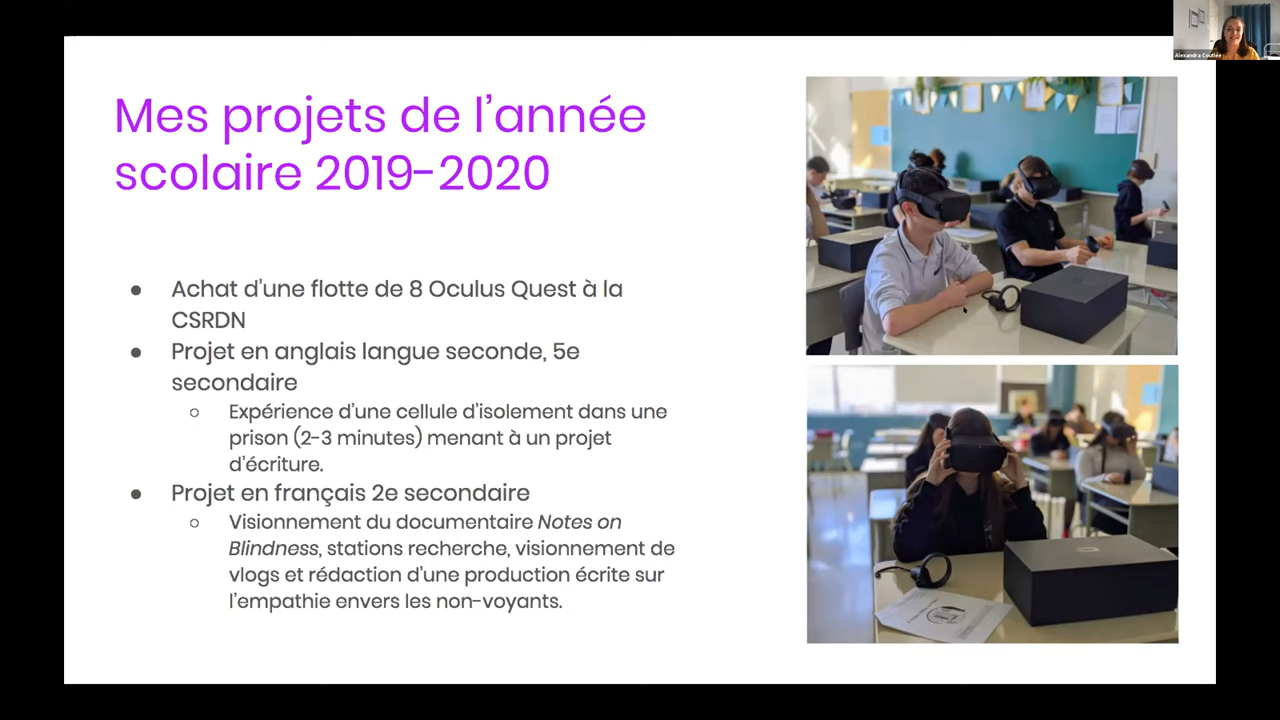 Alexandra Coutlée
Mes projets de l'année
scolaire 2019-2020
● Achat d'une flotte de 8 Oculus Quest à la
CSRDN
● Projet en anglais langue seconde, 5e
secondaire
○ Expérience d'une cellule d'isolement dans une
prison (2-3 minutes) menant à un projet
d'écriture.
● Projet en français 2e secondaire
○ Visionnement du documentaire Notes on
Blindness, stations recherche, visionnement de
vlogs et rédaction d'une production écrite sur
l'empathie envers les non-voyants.